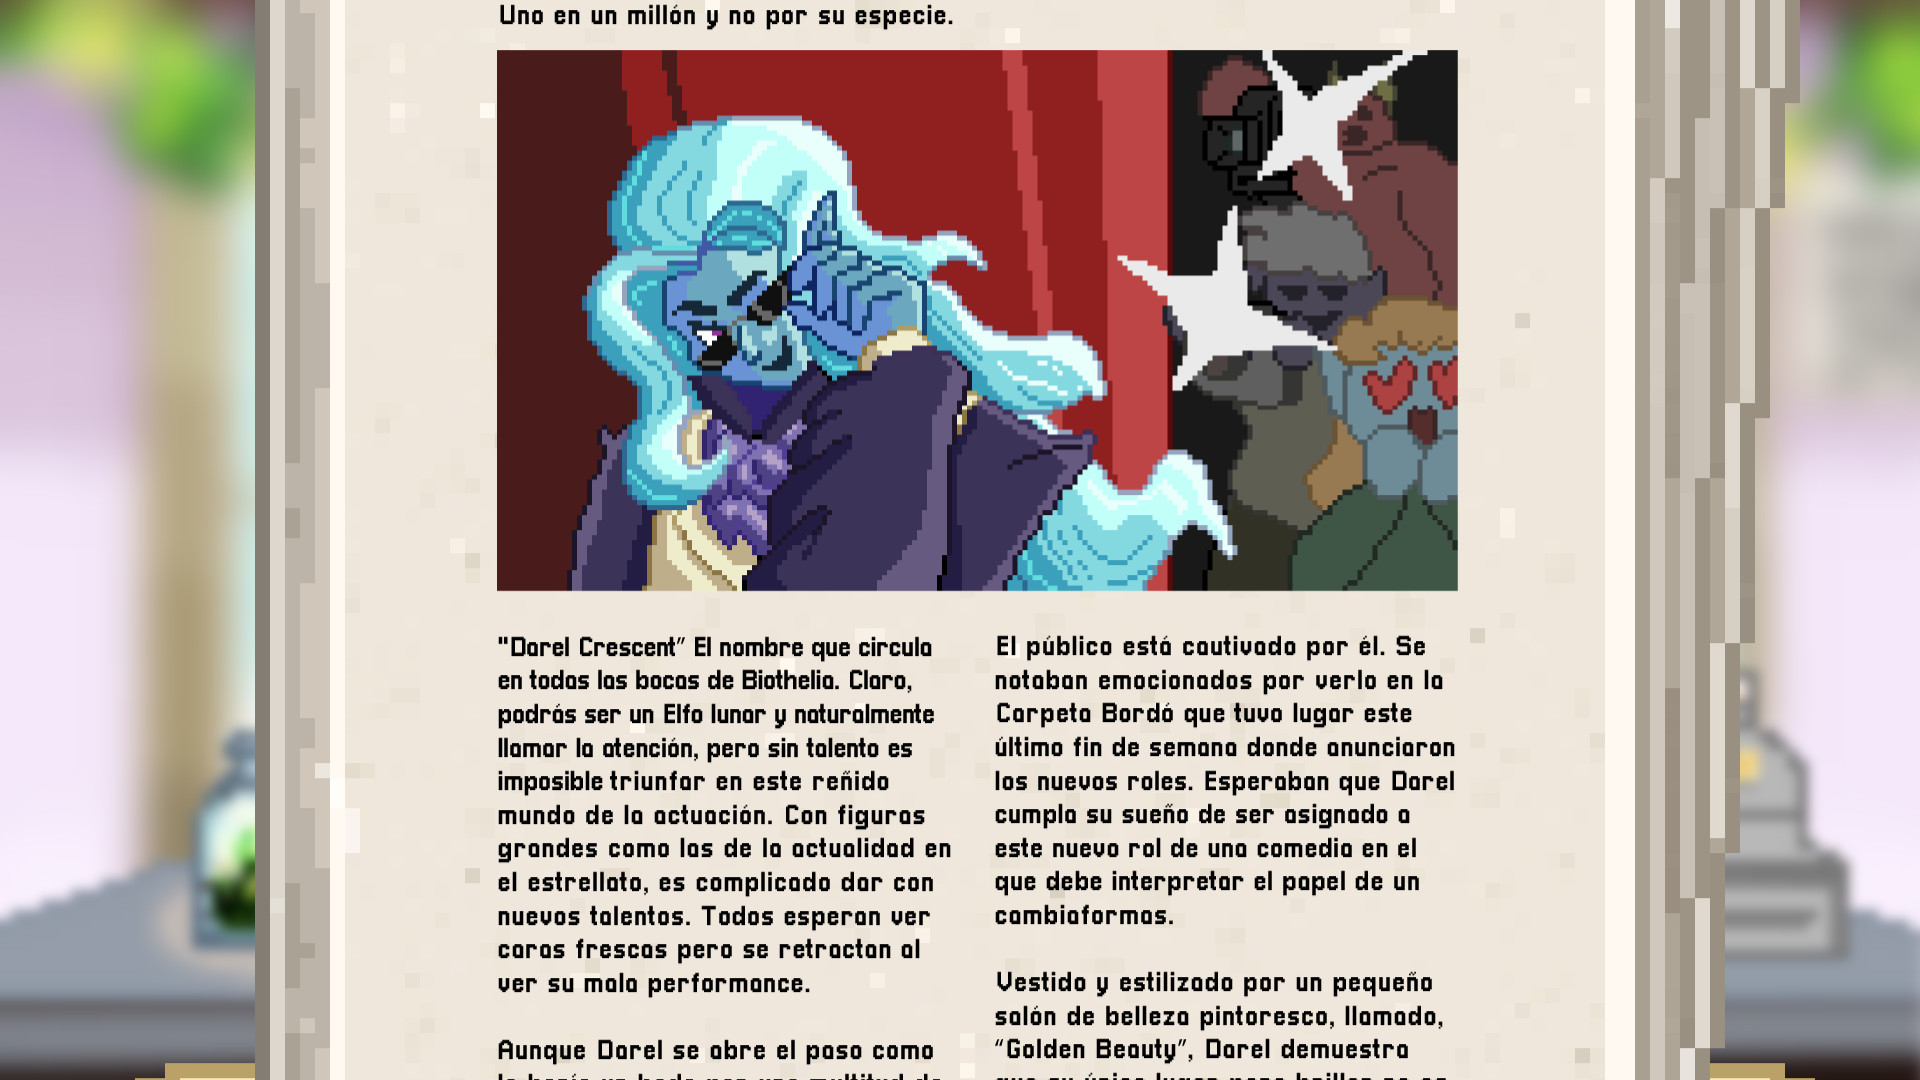 Uno en un millón y no por su especie.
"Darel Crescent" El nombre que circula
en todas las bocas de Biothelia. Claro,
podrás ser un Elfo lunar y naturalmente
llamar la atención, pero sin talento es
imposible triunfar en este reñido
mundo de la actuación. Con figuras
grandes como las de la actualidad en
el estrellato, es complicado dar con
nuevos talentos. Todos esperan ver
caras frescas pero se retractan al
ver su mala performance.
Aunque Darel se abre el paso como
El público está cautivado por él. Se
notaban emocionados por verlo en la
Carpeta Bordó que tuvo lugar este
último fin de semana donde anunciaron
los nuevos roles. Esperaban que Darel
cumpla su sueño de ser asignado a
este nuevo rol de una comedia en el
que debe interpretar el papel de un
cambiaformas.
Vestido y estilizado por un pequeño
salón de belleza pintoresco, llamado,
"Golden Beauty", Darel demuestra